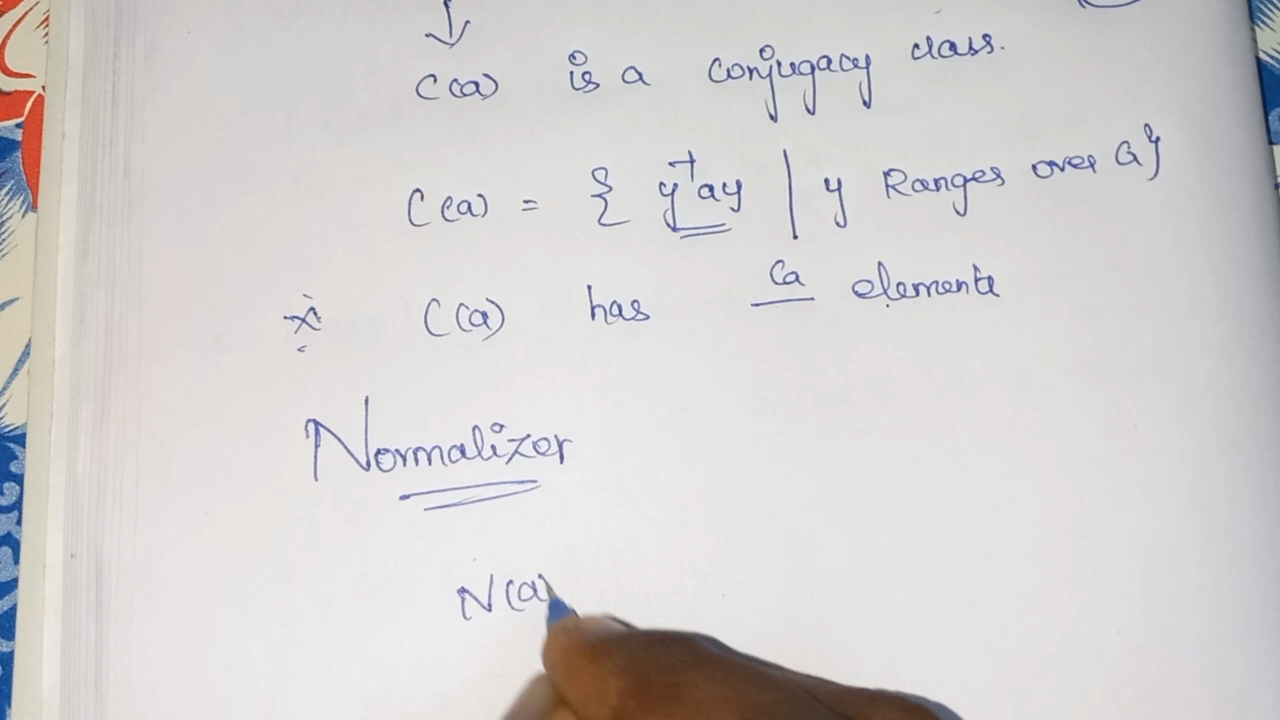 ↓
C(a) is a conjugacy class.
C(a) = { y⁻¹ay | y Ranges over G}
* C(a) has Ca elements
Normalizer
N(a)